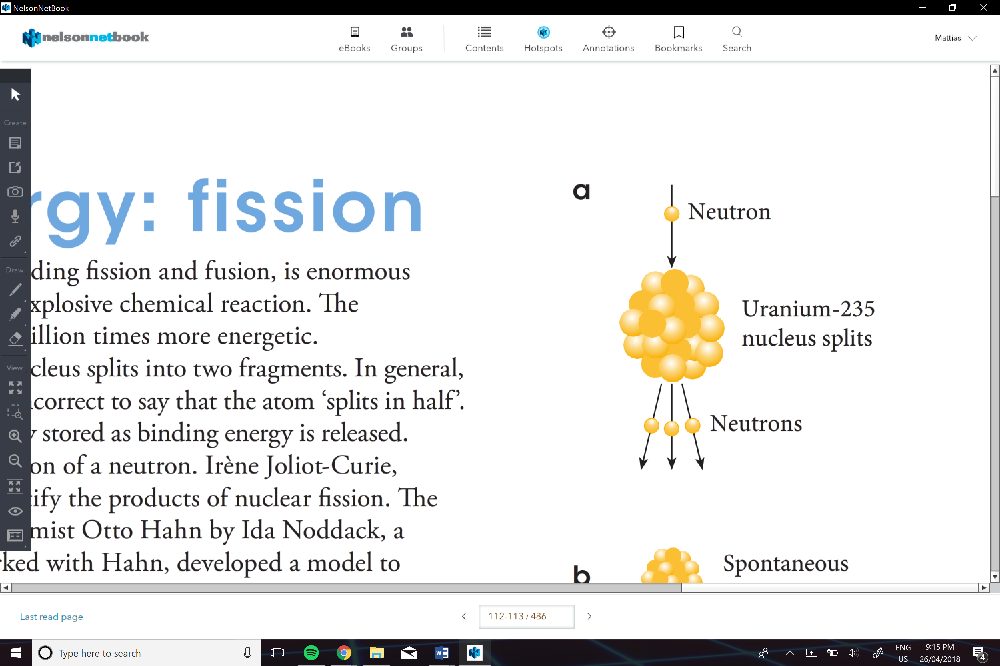 NelsonNetBook
nelsonnetbook
eBooks
Groups
Contents
Hotspots
Annotations
Bookmarks
Search
Mattias
Create
Draw
View
rgy: fission
ding fission and fusion, is enormous
xplosive chemical reaction. The
illion times more energetic.
cleus splits into two fragments. In general,
ncorrect to say that the atom ‘splits in half’.
y stored as binding energy is released.
on of a neutron. Irène Joliot-Curie,
tify the products of nuclear fission. The
mist Otto Hahn by Ida Noddack, a
rked with Hahn, developed a model to
a
Neutron
Uranium-235
nucleus splits
Neutrons
b
Spontaneous
Last read page
112-113 / 486
Type here to search
ENG
US
9:15 PM
26/04/2018
4